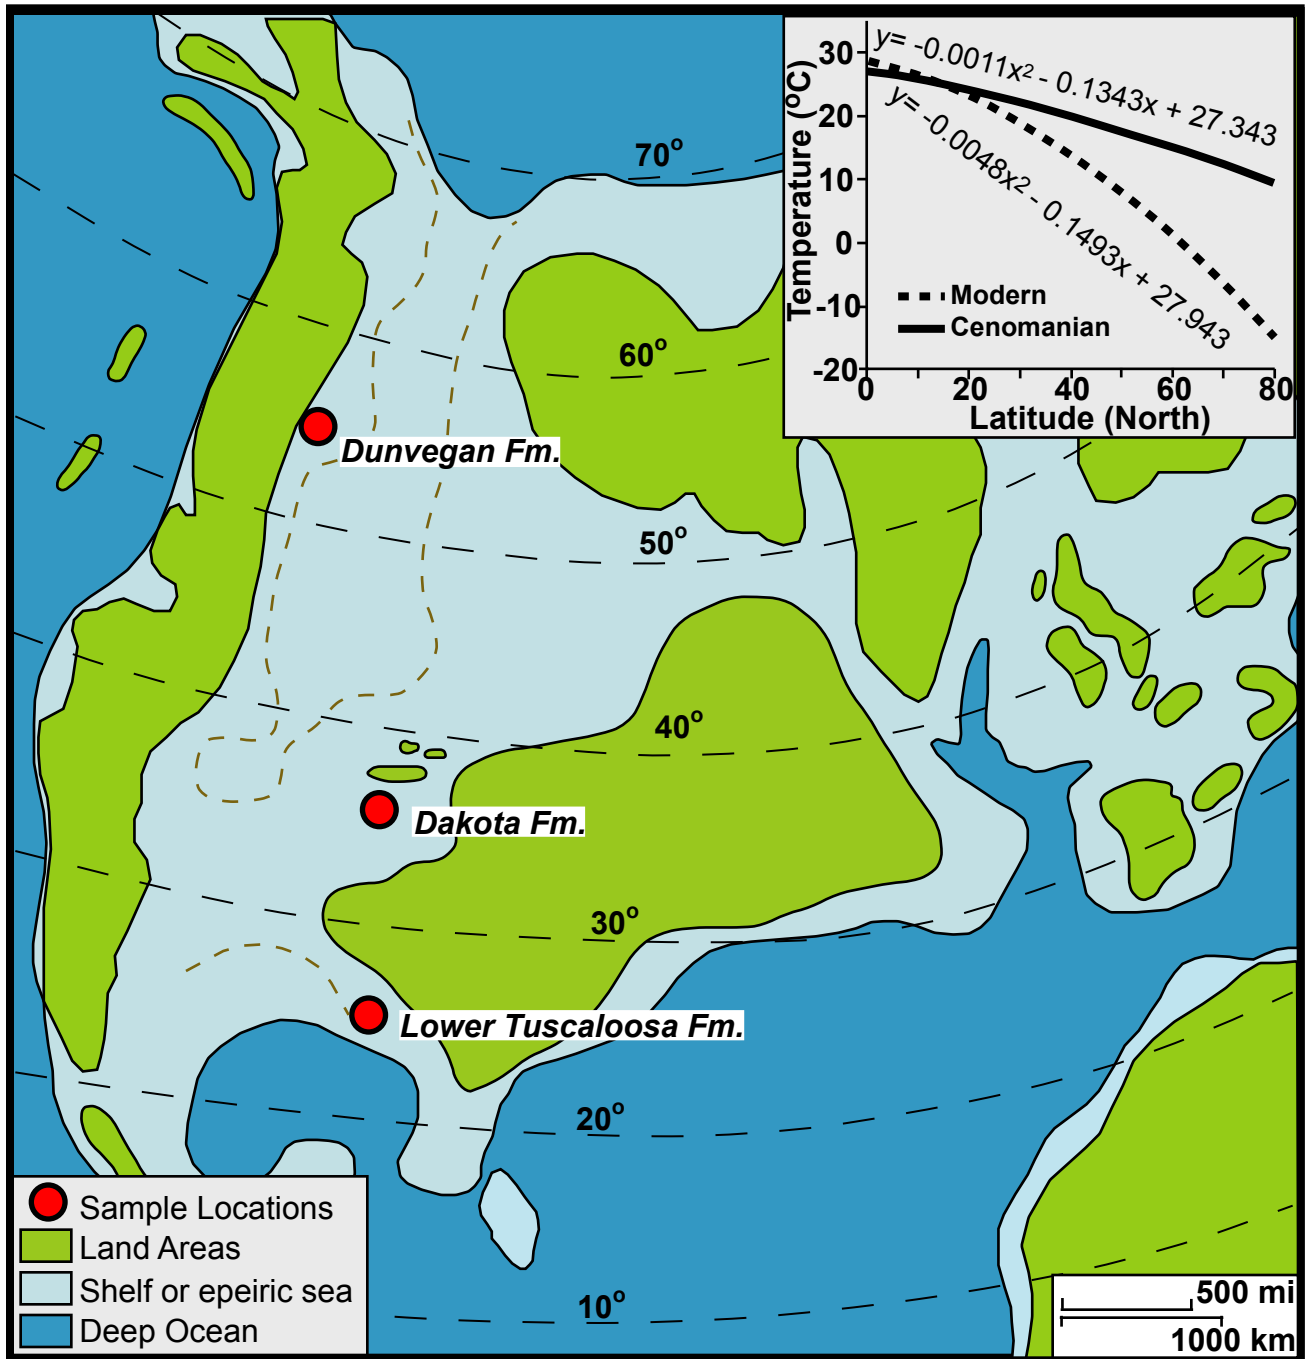 70°
60°
Dunvegan Fm.
50°
40°
Dakota Fm.
30°
Lower Tuscaloosa Fm.
20°
10°
Temperature (°C)
30
20
10
0
-10
-20
y= -0.0011x² - 0.1343x + 27.343
y= -0.0048x² - 0.1493x + 27.943
Modern
Cenomanian
0 20 40 60 80
Latitude (North)
Sample Locations
Land Areas
Shelf or epeiric sea
Deep Ocean
500 mi
1000 km